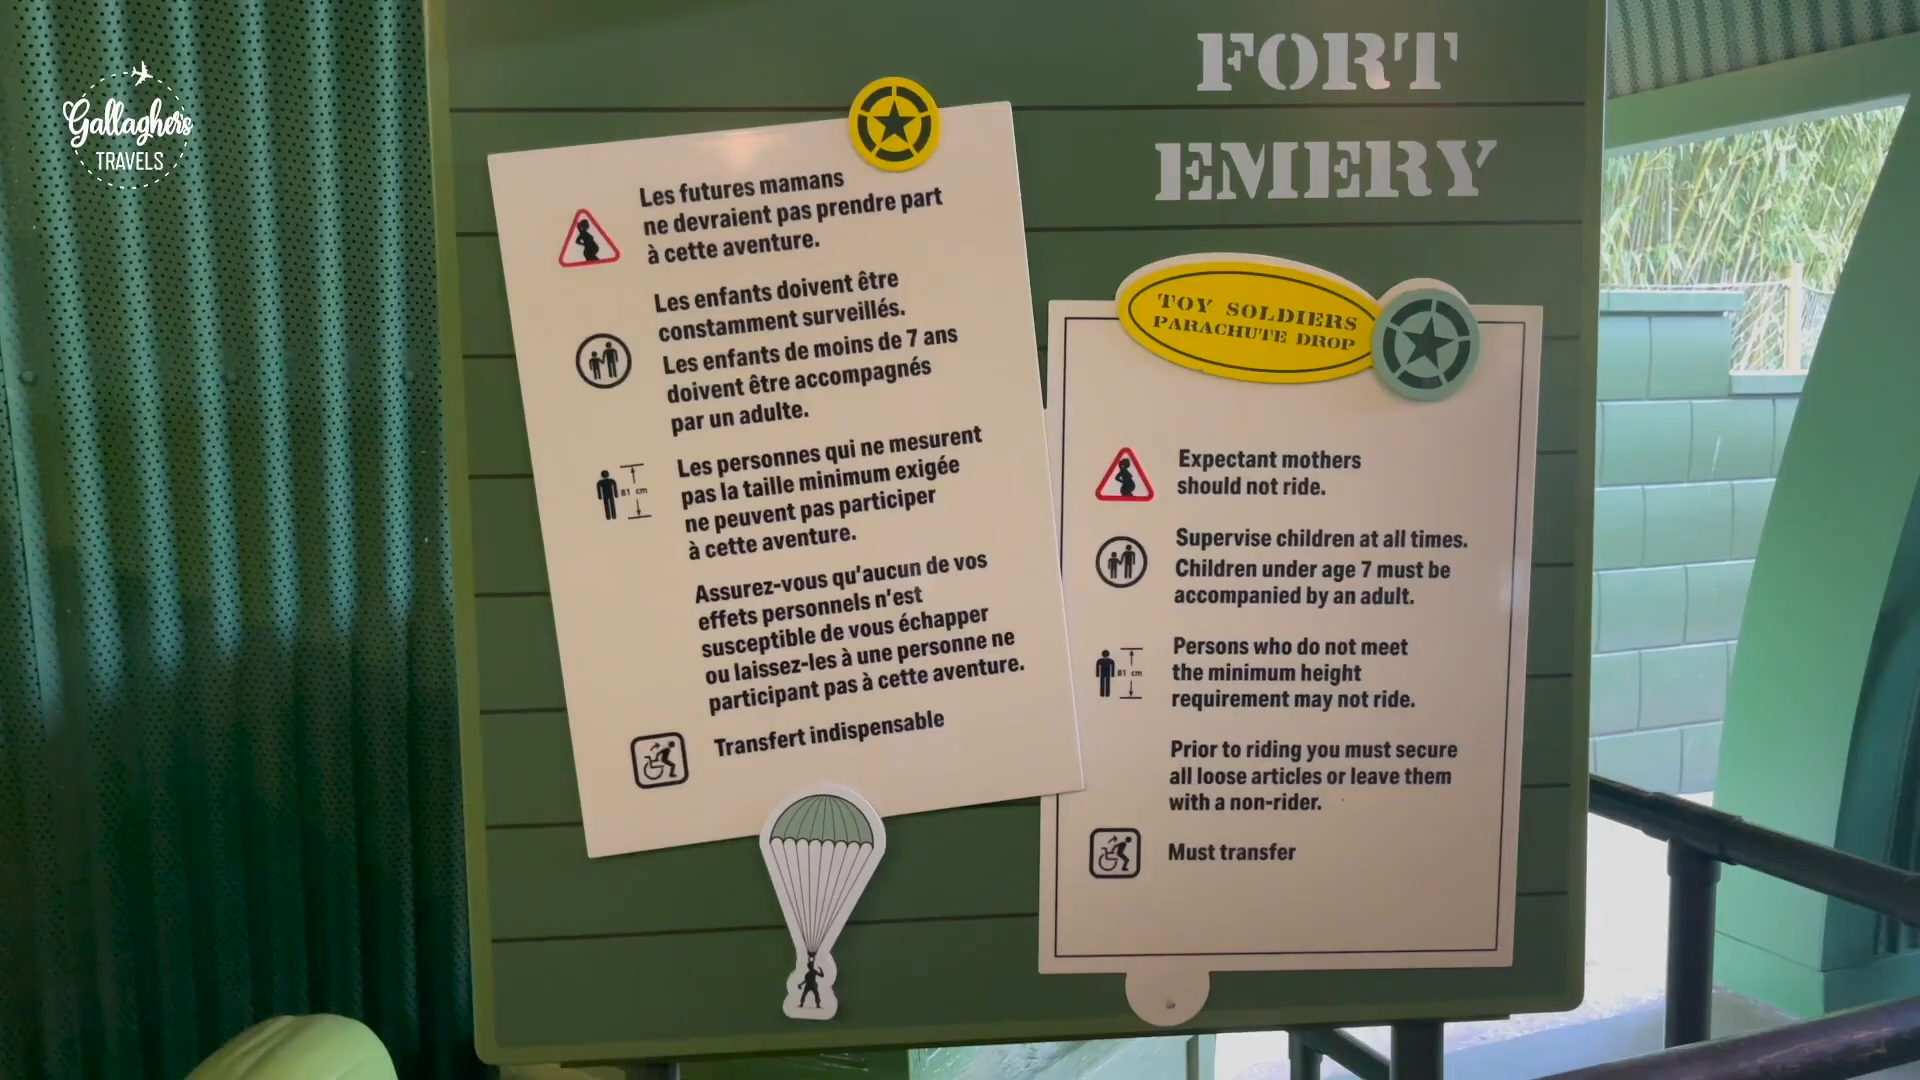 Gallagher's
TRAVELS
FORT
EMERY
Les futures mamans
ne devraient pas prendre part
à cette aventure.
Les enfants doivent être
constamment surveillés.
Les enfants de moins de 7 ans
doivent être accompagnés
par un adulte.
81 cm
Les personnes qui ne mesurent
pas la taille minimum exigée
ne peuvent pas participer
à cette aventure.
Assurez-vous qu'aucun de vos
effets personnels n'est
susceptible de vous échapper
ou laissez-les à une personne ne
participant pas à cette aventure.
Transfert indispensable
TOY SOLDIERS
PARACHUTE DROP
Expectant mothers
should not ride.
Supervise children at all times.
Children under age 7 must be
accompanied by an adult.
81 cm
Persons who do not meet
the minimum height
requirement may not ride.
Prior to riding you must secure
all loose articles or leave them
with a non-rider.
Must transfer